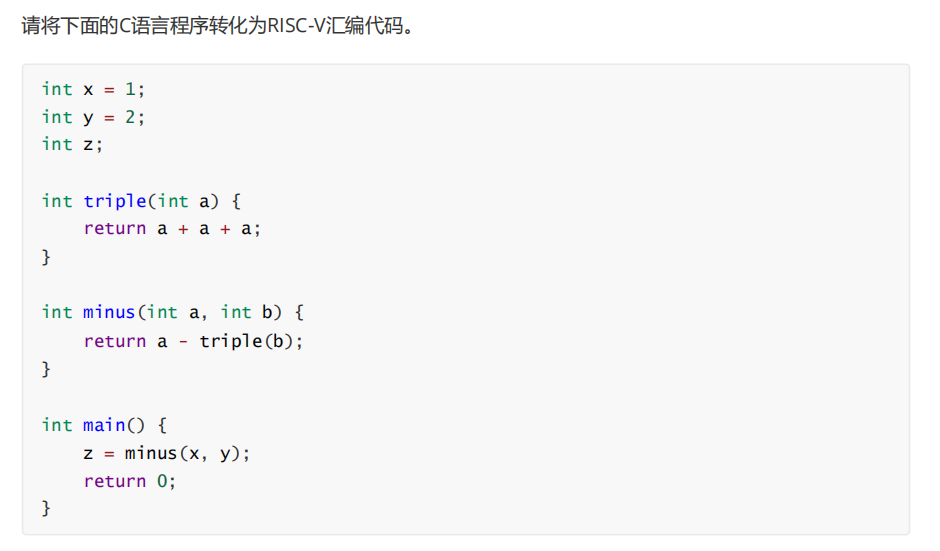 请将下面的C语言程序转化为RISC-V汇编代码。
int x = 1;
int y = 2;
int z;
int triple(int a) {
    return a + a + a;
}
int minus(int a, int b) {
    return a - triple(b);
}
int main() {
    z = minus(x, y);
    return 0;
}